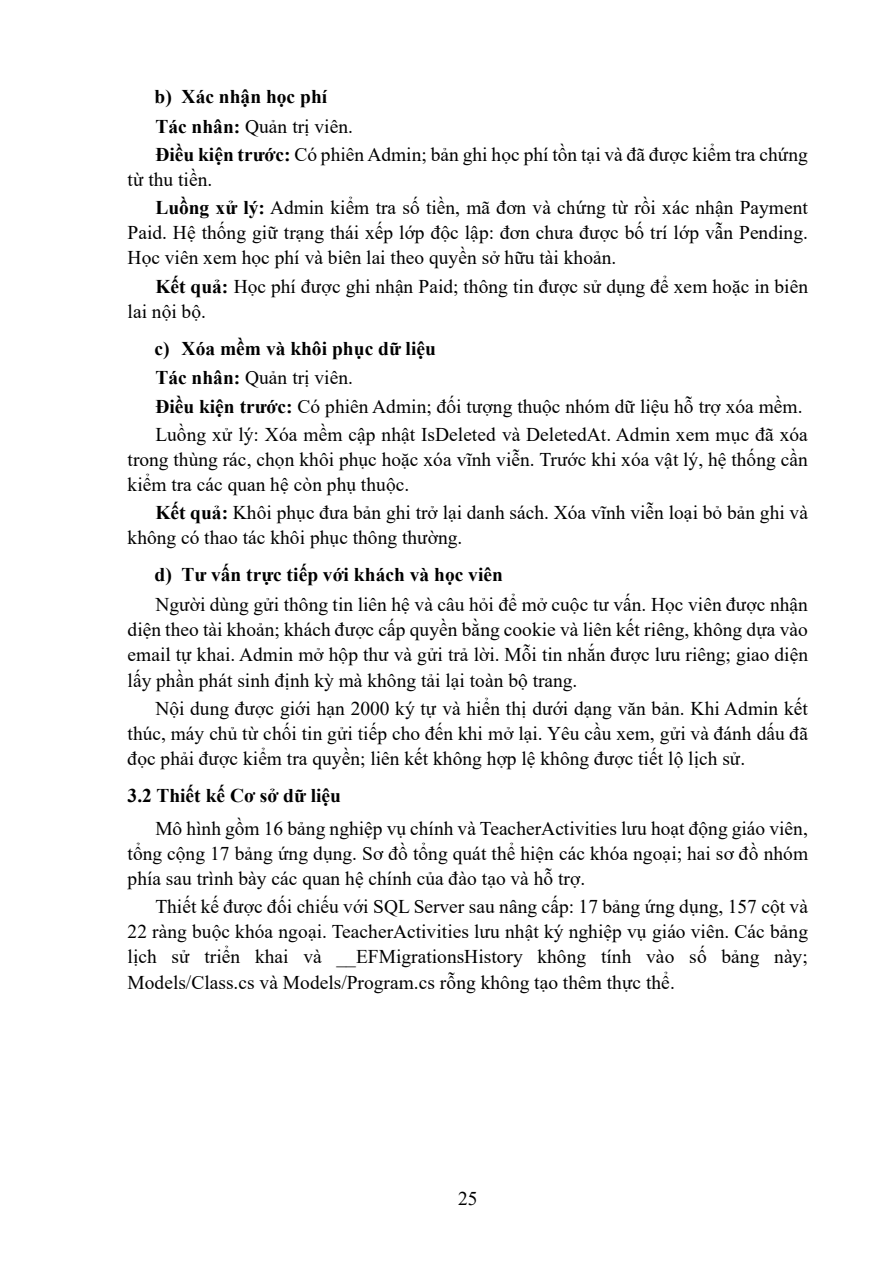 b) Xác nhận học phí
Tác nhân: Quản trị viên.
Điều kiện trước: Có phiên Admin; bản ghi học phí tồn tại và đã được kiểm tra chứng
từ thu tiền.
Luồng xử lý: Admin kiểm tra số tiền, mã đơn và chứng từ rồi xác nhận Payment
Paid. Hệ thống giữ trạng thái xếp lớp độc lập: đơn chưa được bố trí lớp vẫn Pending.
Học viên xem học phí và biên lai theo quyền sở hữu tài khoản.
Kết quả: Học phí được ghi nhận Paid; thông tin được sử dụng để xem hoặc in biên
lai nội bộ.
c) Xóa mềm và khôi phục dữ liệu
Tác nhân: Quản trị viên.
Điều kiện trước: Có phiên Admin; đối tượng thuộc nhóm dữ liệu hỗ trợ xóa mềm.
Luồng xử lý: Xóa mềm cập nhật IsDeleted và DeletedAt. Admin xem mục đã xóa
trong thùng rác, chọn khôi phục hoặc xóa vĩnh viễn. Trước khi xóa vật lý, hệ thống cần
kiểm tra các quan hệ còn phụ thuộc.
Kết quả: Khôi phục đưa bản ghi trở lại danh sách. Xóa vĩnh viễn loại bỏ bản ghi và
không có thao tác khôi phục thông thường.
d) Tư vấn trực tiếp với khách và học viên
Người dùng gửi thông tin liên hệ và câu hỏi để mở cuộc tư vấn. Học viên được nhận
diện theo tài khoản; khách được cấp quyền bằng cookie và liên kết riêng, không dựa vào
email tự khai. Admin mở hộp thư và gửi trả lời. Mỗi tin nhắn được lưu riêng; giao diện
lấy phần phát sinh định kỳ mà không tải lại toàn bộ trang.
Nội dung được giới hạn 2000 ký tự và hiển thị dưới dạng văn bản. Khi Admin kết
thúc, máy chủ từ chối tin gửi tiếp cho đến khi mở lại. Yêu cầu xem, gửi và đánh dấu đã
đọc phải được kiểm tra quyền; liên kết không hợp lệ không được tiết lộ lịch sử.
3.2 Thiết kế Cơ sở dữ liệu
Mô hình gồm 16 bảng nghiệp vụ chính và TeacherActivities lưu hoạt động giáo viên,
tổng cộng 17 bảng ứng dụng. Sơ đồ tổng quát thể hiện các khóa ngoại; hai sơ đồ nhóm
phía sau trình bày các quan hệ chính của đào tạo và hỗ trợ.
Thiết kế được đối chiếu với SQL Server sau nâng cấp: 17 bảng ứng dụng, 157 cột và
22 ràng buộc khóa ngoại. TeacherActivities lưu nhật ký nghiệp vụ giáo viên. Các bảng
lịch sử triển khai và __EFMigrationsHistory không tính vào số bảng này;
Models/Class.cs và Models/Program.cs rỗng không tạo thêm thực thể.
25